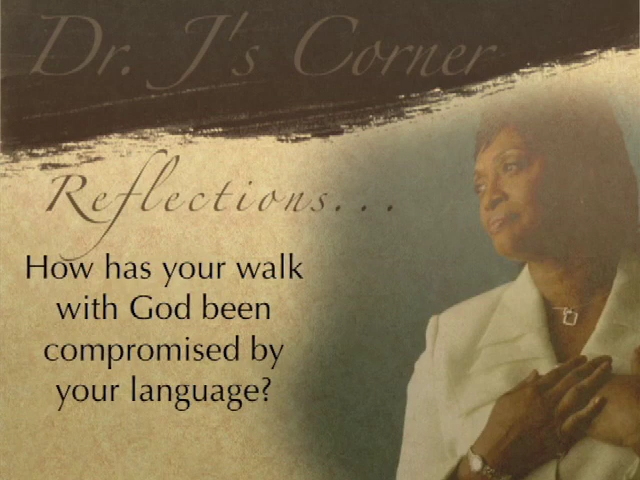 Dr. J's Corner
Reflections...
How has your walk
with God been
compromised by
your language?